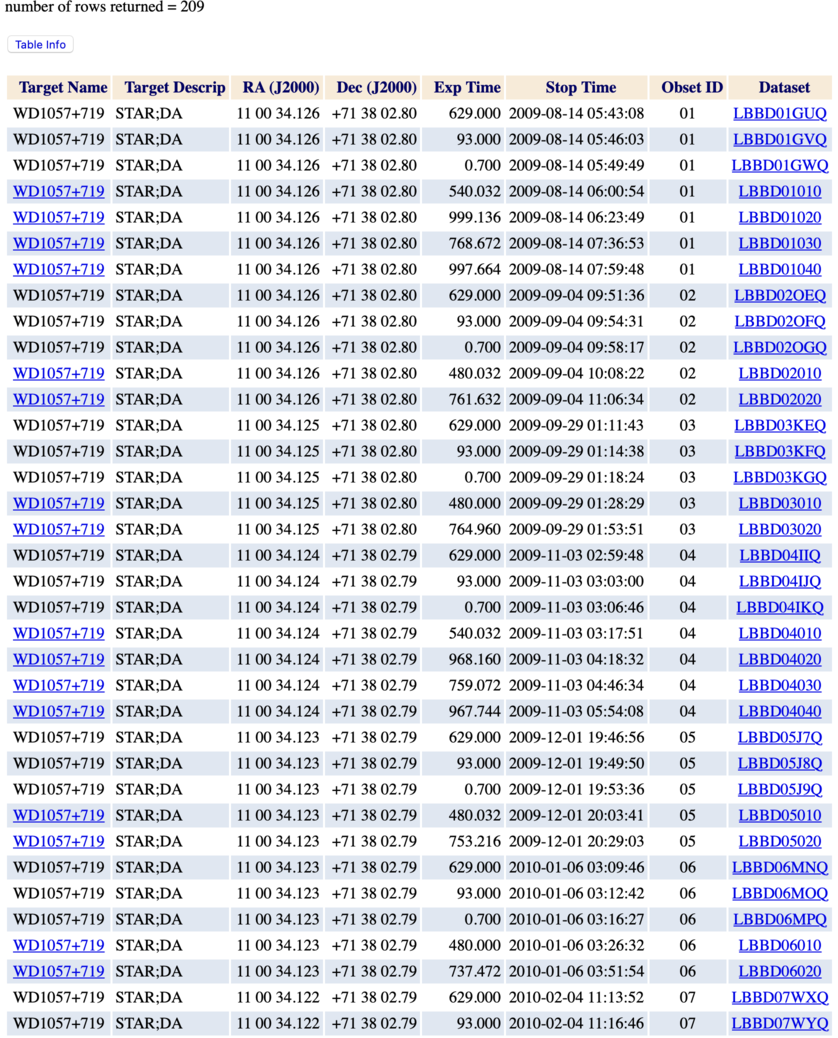 number of rows returned = 209
Table Info
Target Name Target Descrip RA (J2000) Dec (J2000) Exp Time Stop Time Obset ID Dataset
WD1057+719 STAR;DA 11 00 34.126 +71 38 02.80 629.000 2009-08-14 05:43:08 01 LBBD01GUQ
WD1057+719 STAR;DA 11 00 34.126 +71 38 02.80 93.000 2009-08-14 05:46:03 01 LBBD01GVQ
WD1057+719 STAR;DA 11 00 34.126 +71 38 02.80 0.700 2009-08-14 05:49:49 01 LBBD01GWQ
WD1057+719 STAR;DA 11 00 34.126 +71 38 02.80 540.032 2009-08-14 06:00:54 01 LBBD01010
WD1057+719 STAR;DA 11 00 34.126 +71 38 02.80 999.136 2009-08-14 06:23:49 01 LBBD01020
WD1057+719 STAR;DA 11 00 34.126 +71 38 02.80 768.672 2009-08-14 07:36:53 01 LBBD01030
WD1057+719 STAR;DA 11 00 34.126 +71 38 02.80 997.664 2009-08-14 07:59:48 01 LBBD01040
WD1057+719 STAR;DA 11 00 34.126 +71 38 02.80 629.000 2009-09-04 09:51:36 02 LBBD02OEQ
WD1057+719 STAR;DA 11 00 34.126 +71 38 02.80 93.000 2009-09-04 09:54:31 02 LBBD02OFQ
WD1057+719 STAR;DA 11 00 34.126 +71 38 02.80 0.700 2009-09-04 09:58:17 02 LBBD02OGQ
WD1057+719 STAR;DA 11 00 34.126 +71 38 02.80 480.032 2009-09-04 10:08:22 02 LBBD02010
WD1057+719 STAR;DA 11 00 34.126 +71 38 02.80 761.632 2009-09-04 11:06:34 02 LBBD02020
WD1057+719 STAR;DA 11 00 34.125 +71 38 02.80 629.000 2009-09-29 01:11:43 03 LBBD03KEQ
WD1057+719 STAR;DA 11 00 34.125 +71 38 02.80 93.000 2009-09-29 01:14:38 03 LBBD03KFQ
WD1057+719 STAR;DA 11 00 34.125 +71 38 02.80 0.700 2009-09-29 01:18:24 03 LBBD03KGQ
WD1057+719 STAR;DA 11 00 34.125 +71 38 02.80 480.000 2009-09-29 01:28:29 03 LBBD03010
WD1057+719 STAR;DA 11 00 34.125 +71 38 02.80 764.960 2009-09-29 01:53:51 03 LBBD03020
WD1057+719 STAR;DA 11 00 34.124 +71 38 02.79 629.000 2009-11-03 02:59:48 04 LBBD04IIQ
WD1057+719 STAR;DA 11 00 34.124 +71 38 02.79 93.000 2009-11-03 03:03:00 04 LBBD04IJQ
WD1057+719 STAR;DA 11 00 34.124 +71 38 02.79 0.700 2009-11-03 03:06:46 04 LBBD04IKQ
WD1057+719 STAR;DA 11 00 34.124 +71 38 02.79 540.032 2009-11-03 03:17:51 04 LBBD04010
WD1057+719 STAR;DA 11 00 34.124 +71 38 02.79 968.160 2009-11-03 04:18:32 04 LBBD04020
WD1057+719 STAR;DA 11 00 34.124 +71 38 02.79 759.072 2009-11-03 04:46:34 04 LBBD04030
WD1057+719 STAR;DA 11 00 34.124 +71 38 02.79 967.744 2009-11-03 05:54:08 04 LBBD04040
WD1057+719 STAR;DA 11 00 34.123 +71 38 02.79 629.000 2009-12-01 19:46:56 05 LBBD05J7Q
WD1057+719 STAR;DA 11 00 34.123 +71 38 02.79 93.000 2009-12-01 19:49:50 05 LBBD05J8Q
WD1057+719 STAR;DA 11 00 34.123 +71 38 02.79 0.700 2009-12-01 19:53:36 05 LBBD05J9Q
WD1057+719 STAR;DA 11 00 34.123 +71 38 02.79 480.032 2009-12-01 20:03:41 05 LBBD05010
WD1057+719 STAR;DA 11 00 34.123 +71 38 02.79 753.216 2009-12-01 20:29:03 05 LBBD05020
WD1057+719 STAR;DA 11 00 34.123 +71 38 02.79 629.000 2010-01-06 03:09:46 06 LBBD06MNQ
WD1057+719 STAR;DA 11 00 34.123 +71 38 02.79 93.000 2010-01-06 03:12:42 06 LBBD06MOQ
WD1057+719 STAR;DA 11 00 34.123 +71 38 02.79 0.700 2010-01-06 03:16:27 06 LBBD06MPQ
WD1057+719 STAR;DA 11 00 34.123 +71 38 02.79 480.000 2010-01-06 03:26:32 06 LBBD06010
WD1057+719 STAR;DA 11 00 34.123 +71 38 02.79 737.472 2010-01-06 03:51:54 06 LBBD06020
WD1057+719 STAR;DA 11 00 34.122 +71 38 02.79 629.000 2010-02-04 11:13:52 07 LBBD07WXQ
WD1057+719 STAR;DA 11 00 34.122 +71 38 02.79 93.000 2010-02-04 11:16:46 07 LBBD07WYQ